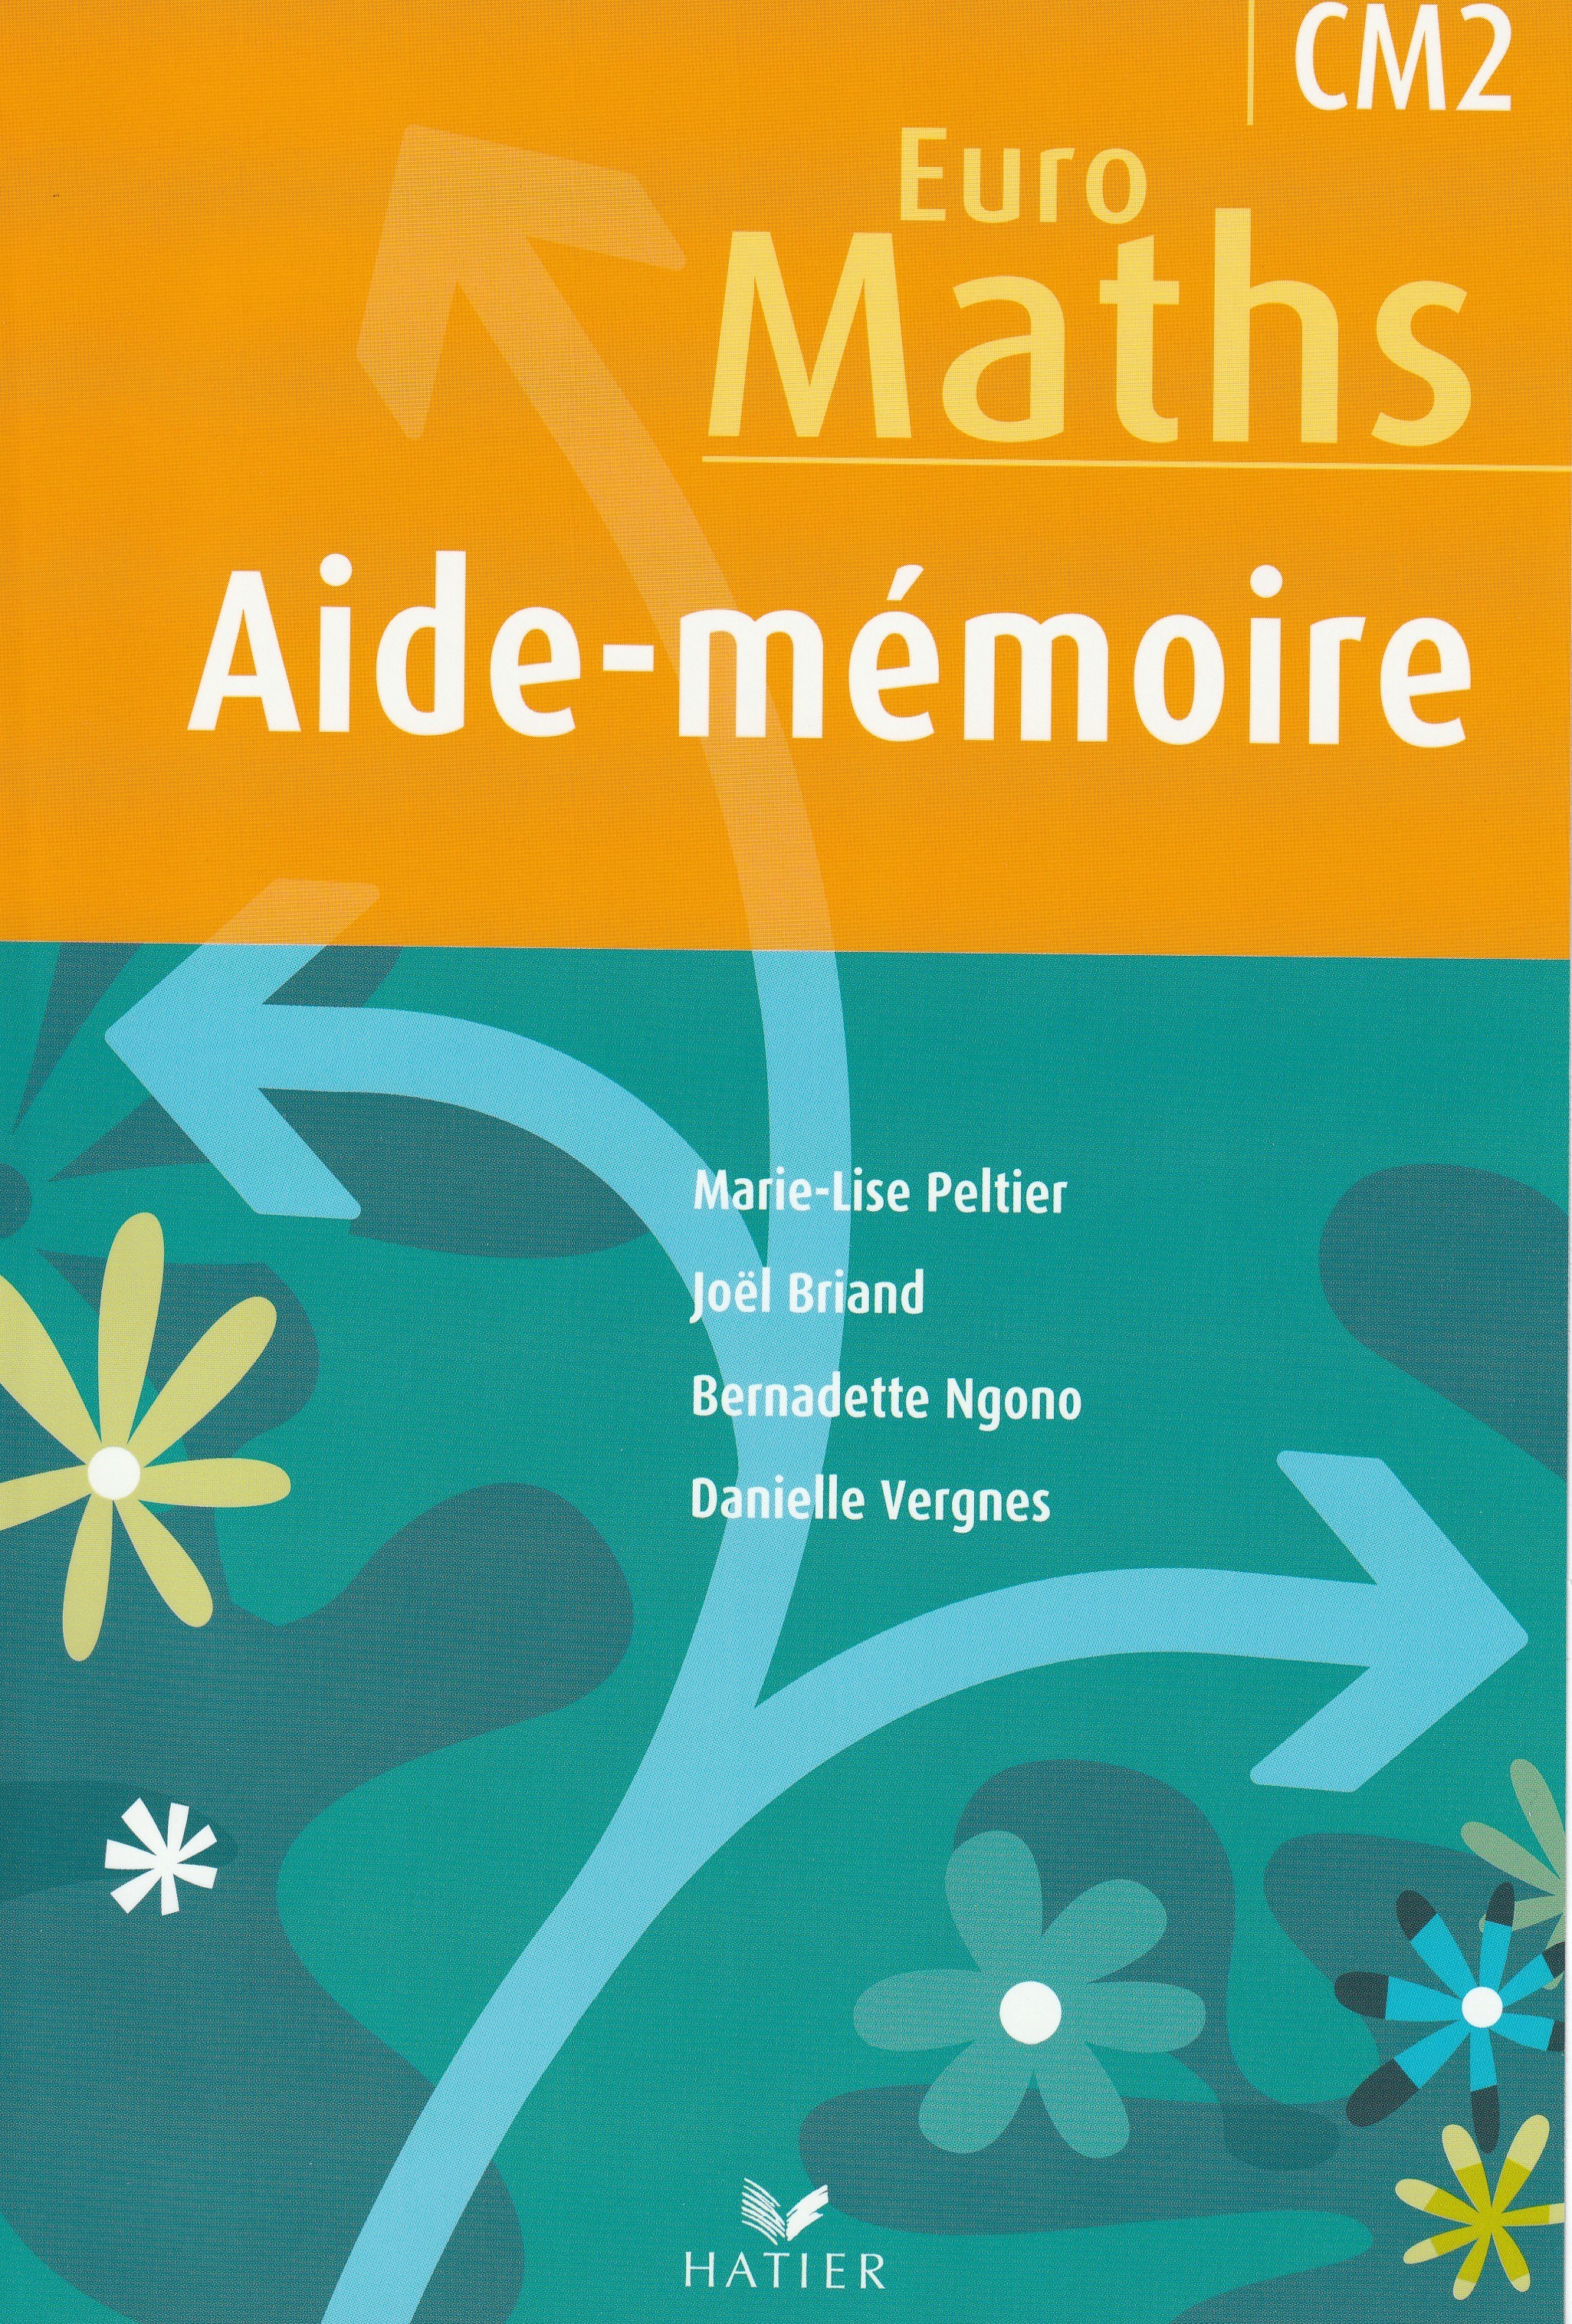 CM2
Euro
Maths
Aide-mémoire
Marie-Lise Peltier
Joël Briand
Bernadette Ngono
Danielle Vergnes
HATIER